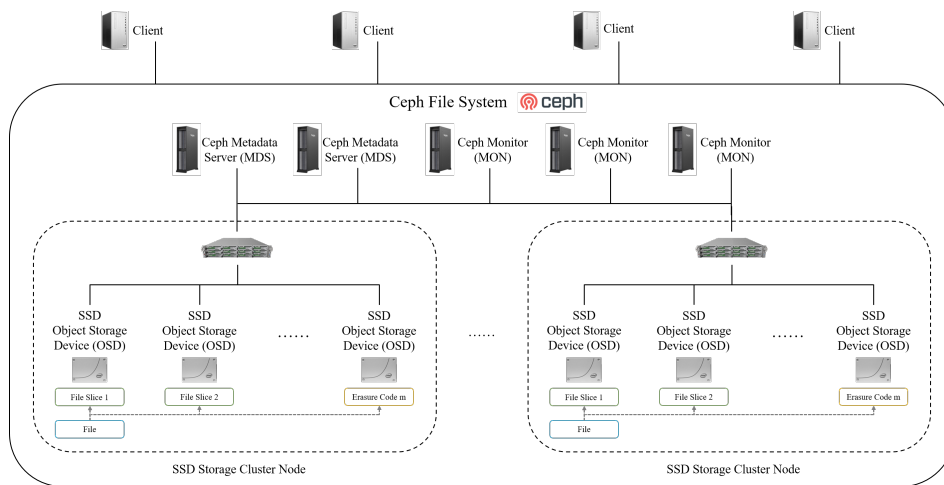 Client
Client
Client
Client
Ceph File System
ceph
Ceph Metadata
Server (MDS)
Ceph Metadata
Server (MDS)
Ceph Monitor
(MON)
Ceph Monitor
(MON)
Ceph Monitor
(MON)
SSD
Object Storage
Device (OSD)
SSD
Object Storage
Device (OSD)
......
SSD
Object Storage
Device (OSD)
File Slice 1
File Slice 2
Erasure Code m
File
SSD Storage Cluster Node
......
SSD
Object Storage
Device (OSD)
SSD
Object Storage
Device (OSD)
......
SSD
Object Storage
Device (OSD)
File Slice 1
File Slice 2
Erasure Code m
File
SSD Storage Cluster Node